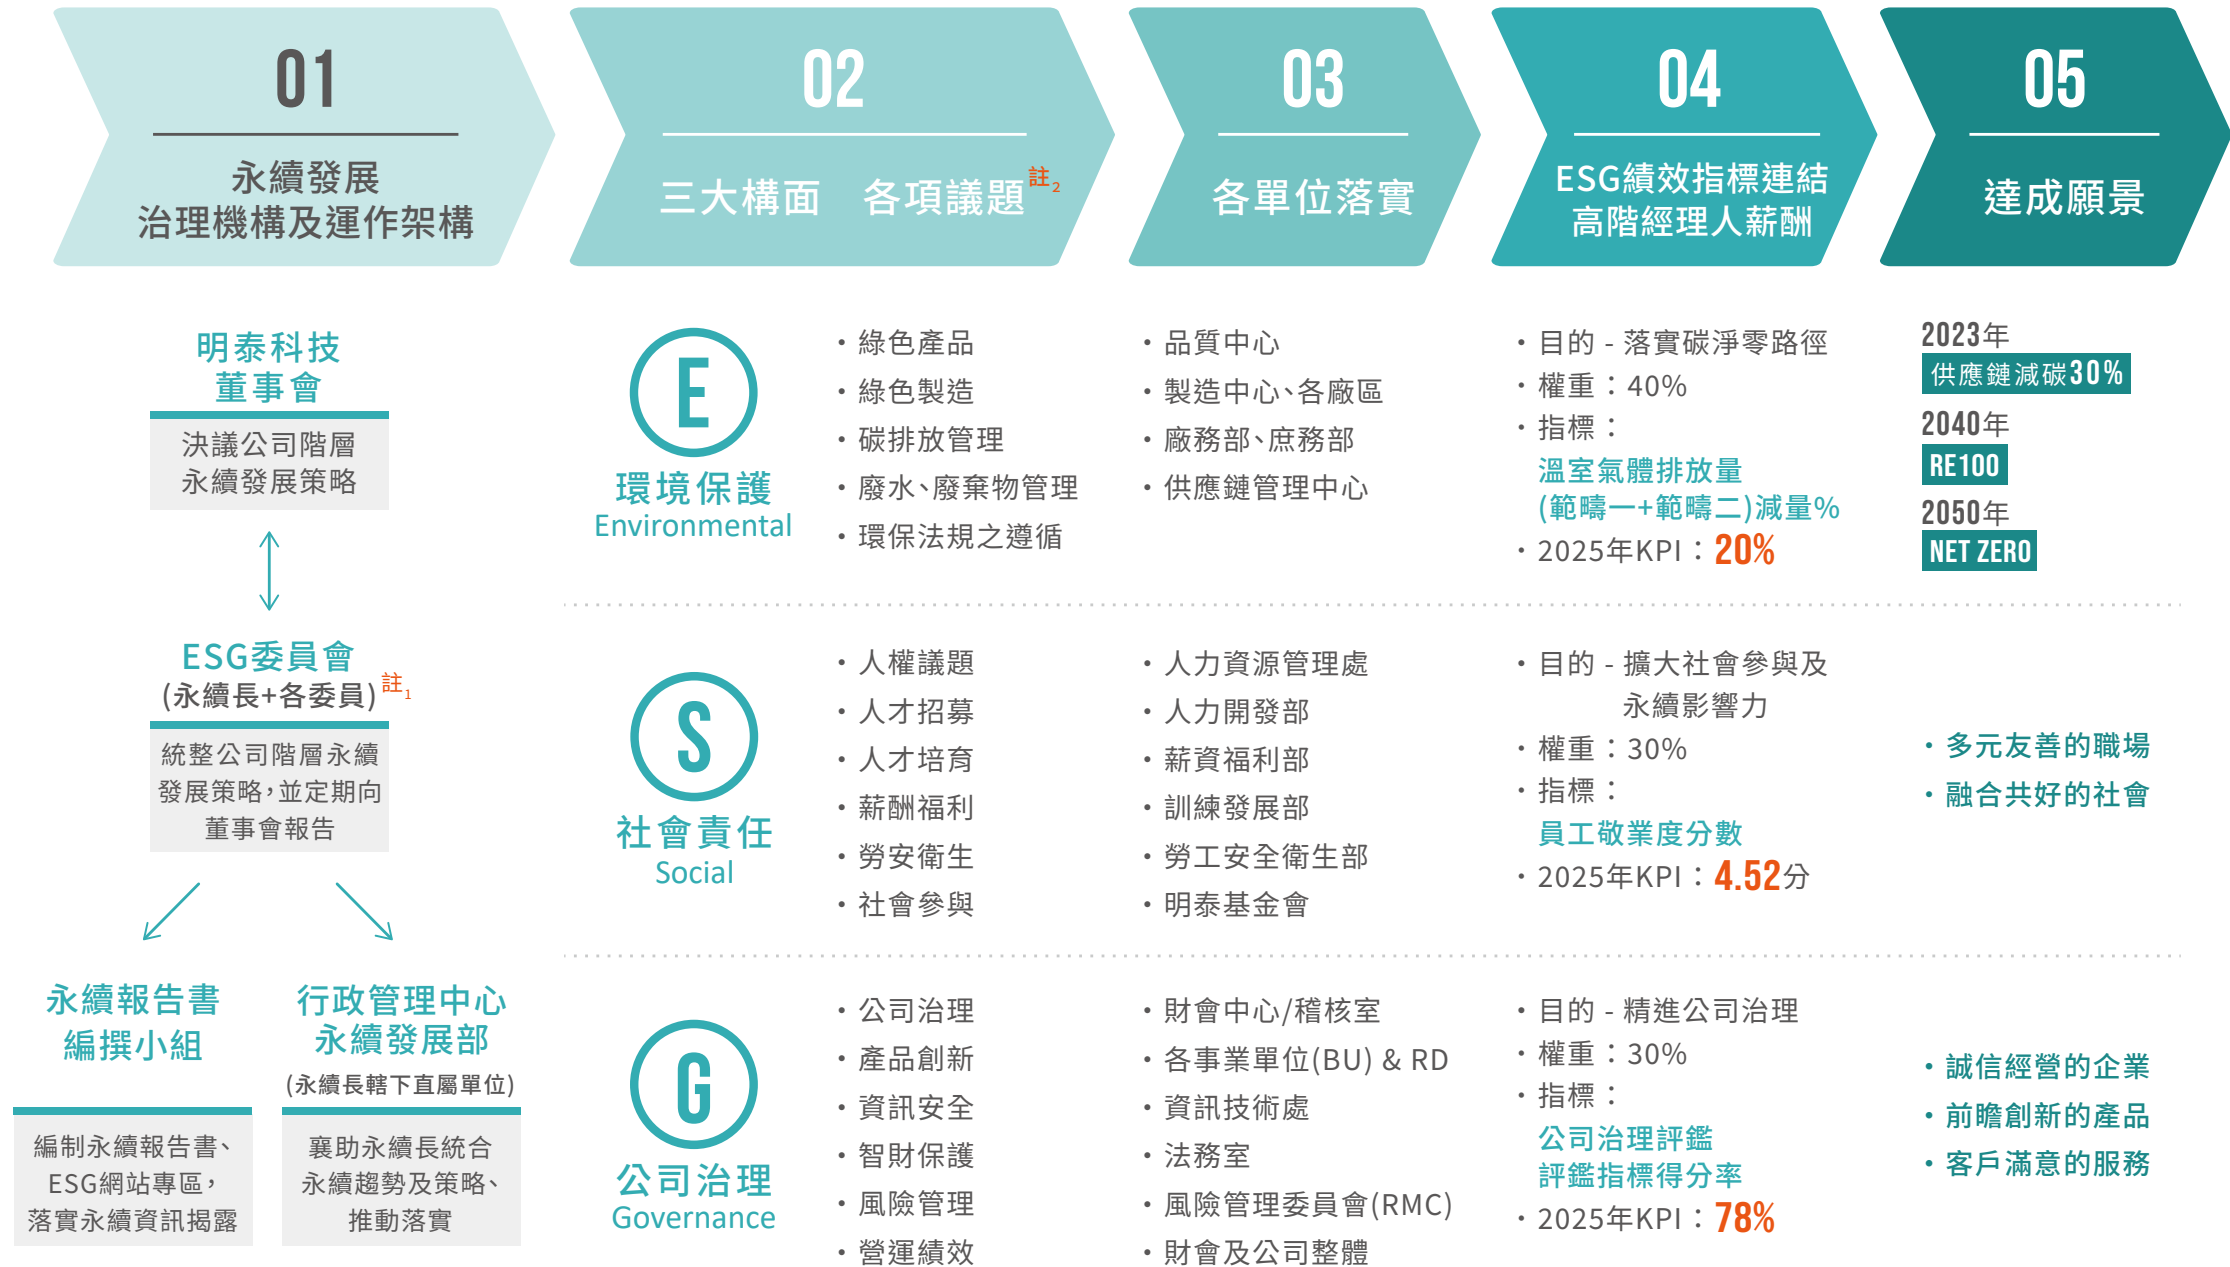 01
永續發展
治理機構及運作架構
02
三大構面 各項議題註2
03
各單位落實
04
ESG績效指標連結
高階經理人薪酬
05
達成願景
明泰科技
董事會
決議公司階層
永續發展策略
ESG委員會
(永續長+各委員)註1
統整公司階層永續
發展策略,並定期向
董事會報告
永續報告書
編撰小組
編制永續報告書、
ESG網站專區,
落實永續資訊揭露
行政管理中心
永續發展部
(永續長轄下直屬單位)
襄助永續長統合
永續趨勢及策略、
推動落實
E
環境保護
Environmental
・綠色產品
・綠色製造
・碳排放管理
・廢水、廢棄物管理
・環保法規之遵循
・品質中心
・製造中心、各廠區
・廠務部、庶務部
・供應鏈管理中心
・目的 - 落實碳淨零路徑
・權重：40%
・指標：
溫室氣體排放量
(範疇一+範疇二)減量%
・2025年KPI：20%
2023年
供應鏈減碳30%
2040年
RE100
2050年
NET ZERO
S
社會責任
Social
・人權議題
・人才招募
・人才培育
・薪酬福利
・勞安衛生
・社會參與
・人力資源管理處
・人力開發部
・薪資福利部
・訓練發展部
・勞工安全衛生部
・明泰基金會
・目的 - 擴大社會參與及
永續影響力
・權重：30%
・指標：
員工敬業度分數
・2025年KPI：4.52分
・多元友善的職場
・融合共好的社會
G
公司治理
Governance
・公司治理
・產品創新
・資訊安全
・智財保護
・風險管理
・營運績效
・財會中心/稽核室
・各事業單位(BU) & RD
・資訊技術處
・法務室
・風險管理委員會(RMC)
・財會及公司整體
・目的 - 精進公司治理
・權重：30%
・指標：
公司治理評鑑
評鑑指標得分率
・2025年KPI：78%
・誠信經營的企業
・前瞻創新的產品
・客戶滿意的服務